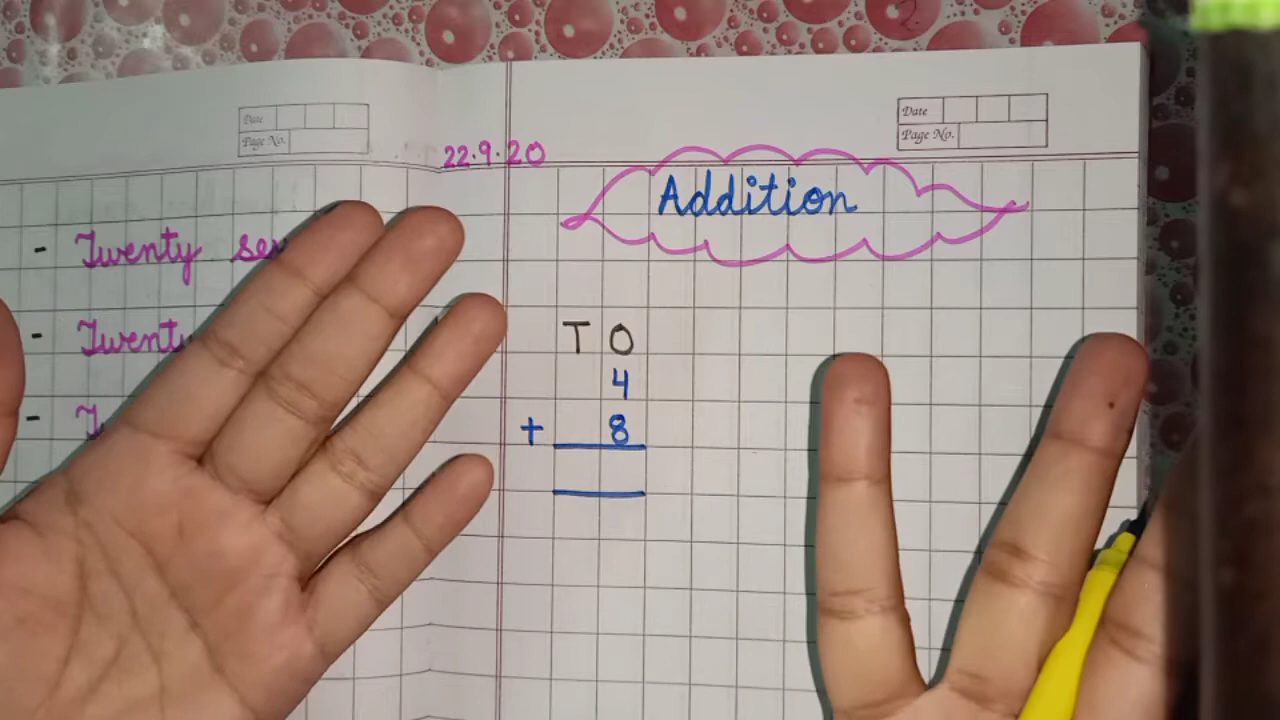 Date
Page No.
- Twenty
- Twenty
-
Date
Page No.
22.9.20
Addition
T O
4
+ 8